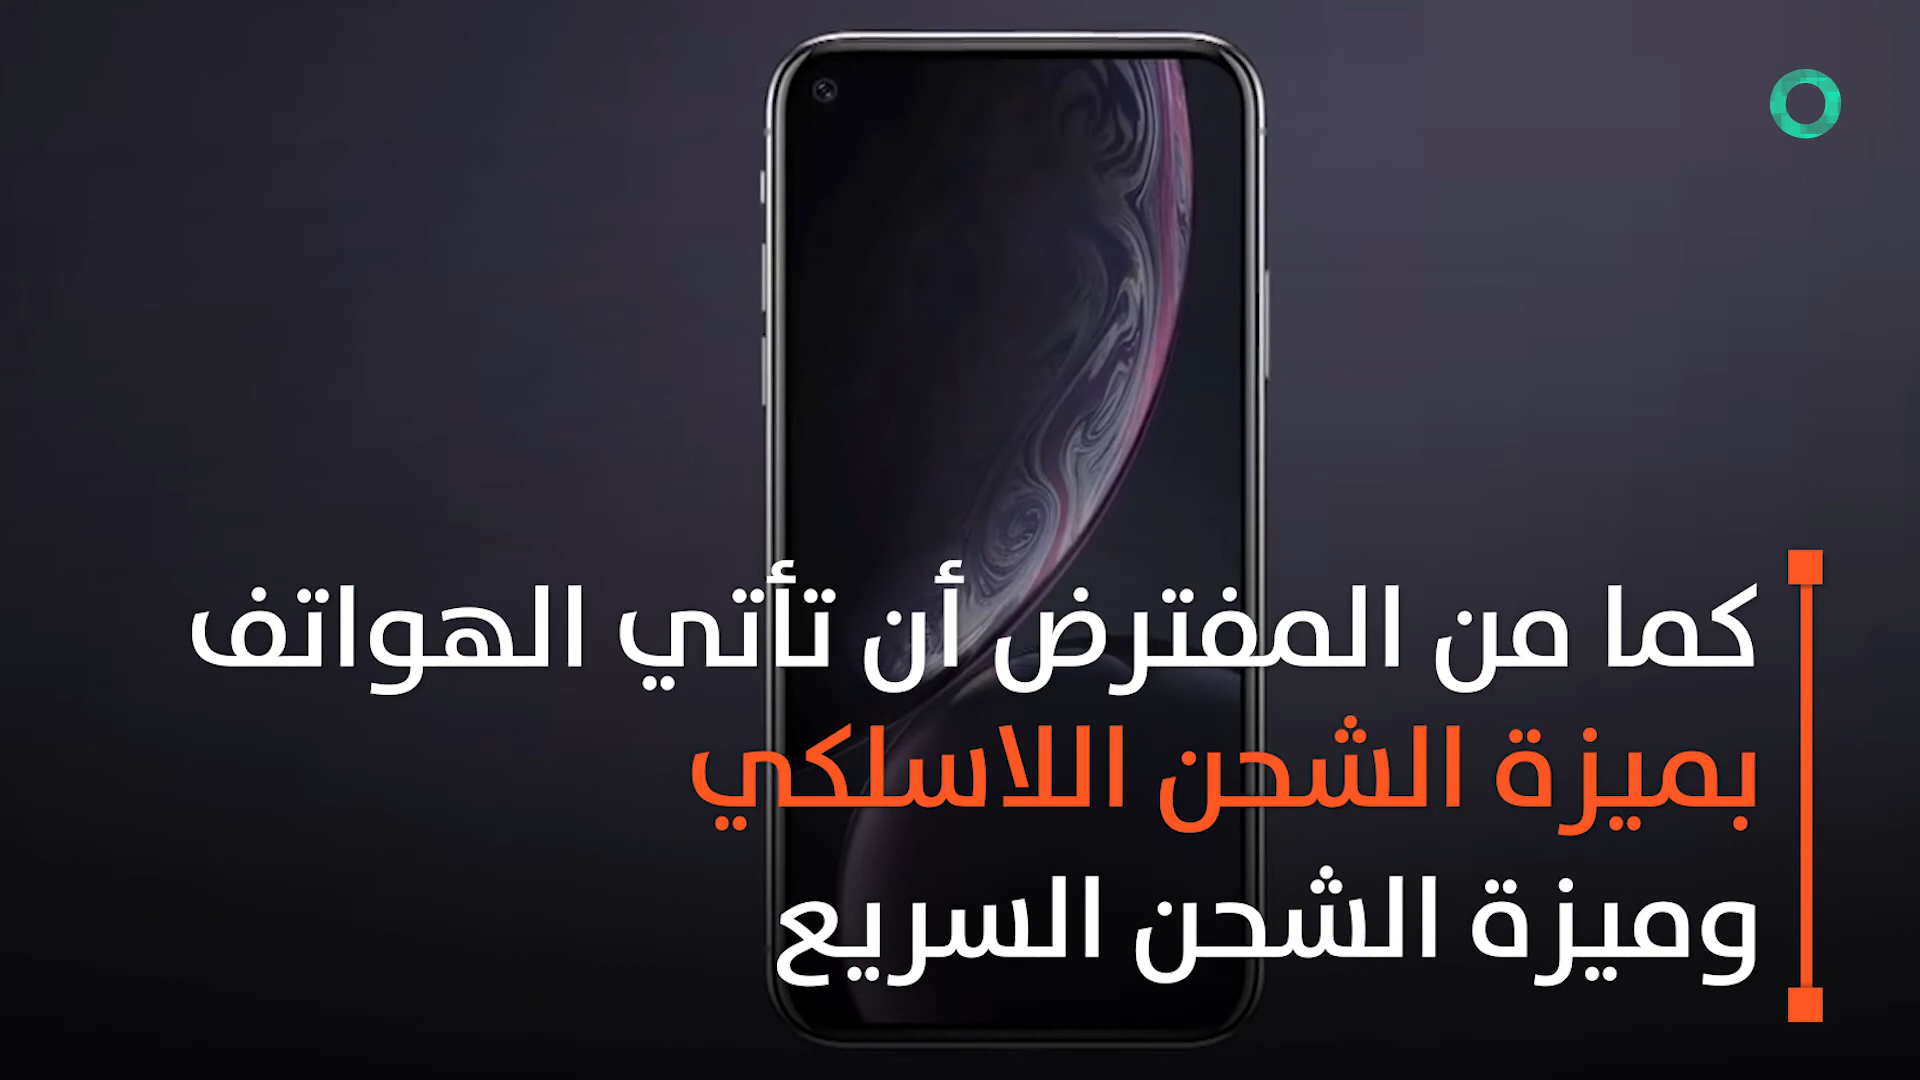 كما من المفترض أن تأتي الهواتف
بميزة الشحن اللاسلكي
وميزة الشحن السريع